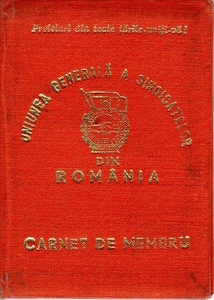 Proletari din toate țările, uniți-vă!
UNIUNEA GENERALĂ A SINDICATELOR
DIN
ROMÂNIA
CARNET DE MEMBRU